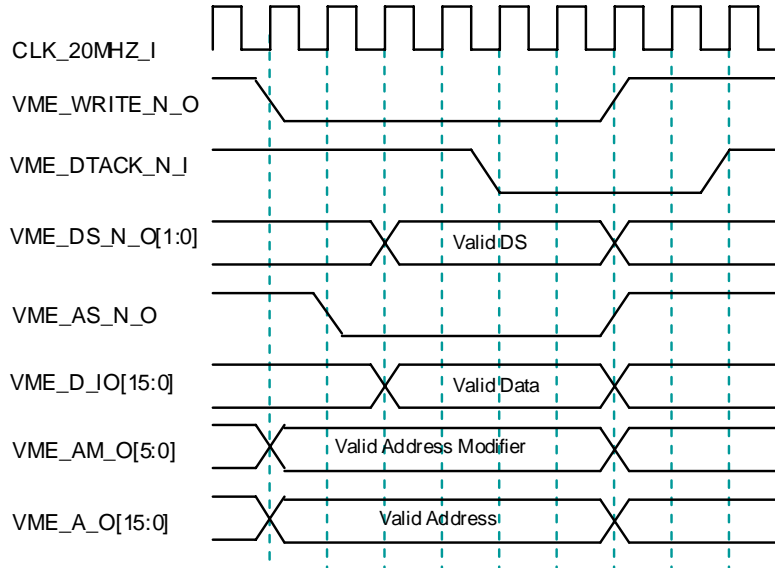 CLK_20MHZ_I
VME_WRITE_N_O
VME_DTACK_N_I
VME_DS_N_O[1:0]
Valid DS
VME_AS_N_O
VME_D_IO[15:0]
Valid Data
VME_AM_O[5:0]
Valid Address Modifier
VME_A_O[15:0]
Valid Address